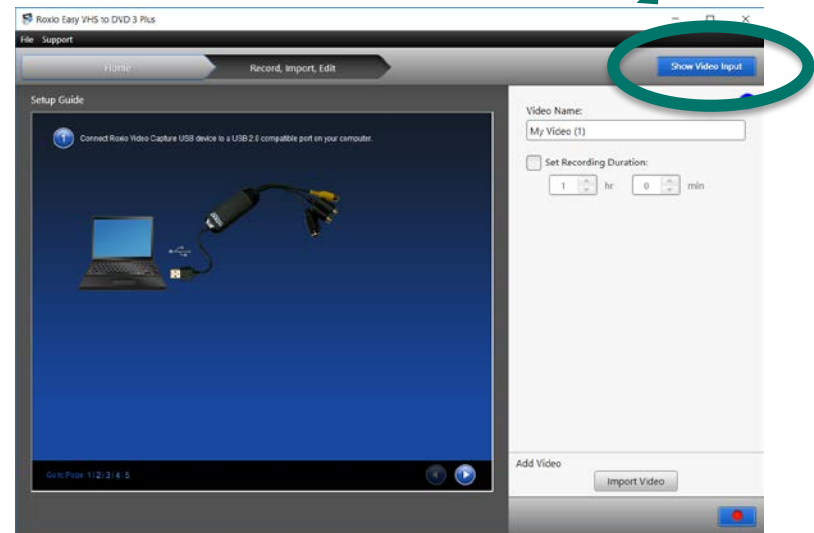 Roxio Easy VHS to DVD 3 Plus
File Support
Home
Record, Import, Edit
Show Video Input
Setup Guide
1 Connect Roxio Video Capture USB device to a USB 2.0 compatible port on your computer.
Video Name:
My Video (1)
Set Recording Duration:
1 hr 0 min
Go to Page: 1|2|3|4|5
Add Video
Import Video